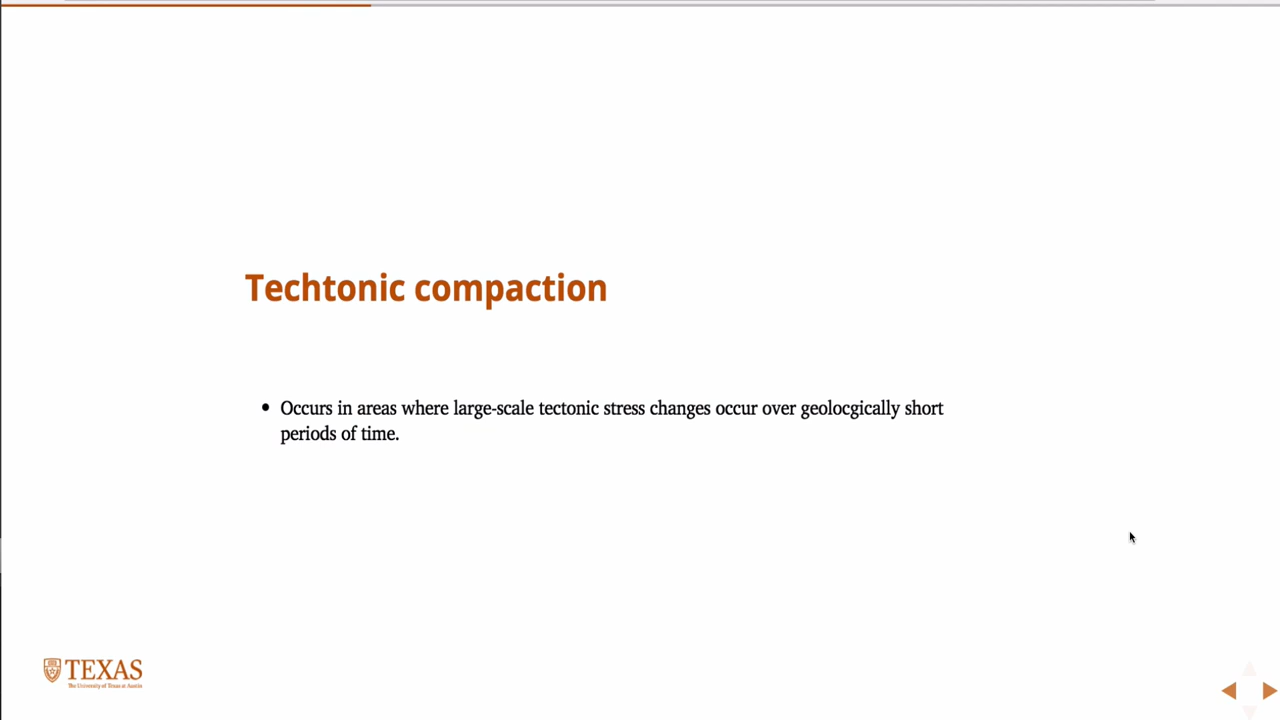 Techtonic compaction
• Occurs in areas where large-scale tectonic stress changes occur over geolocgically short
periods of time.
TEXAS
The University of Texas at Austin